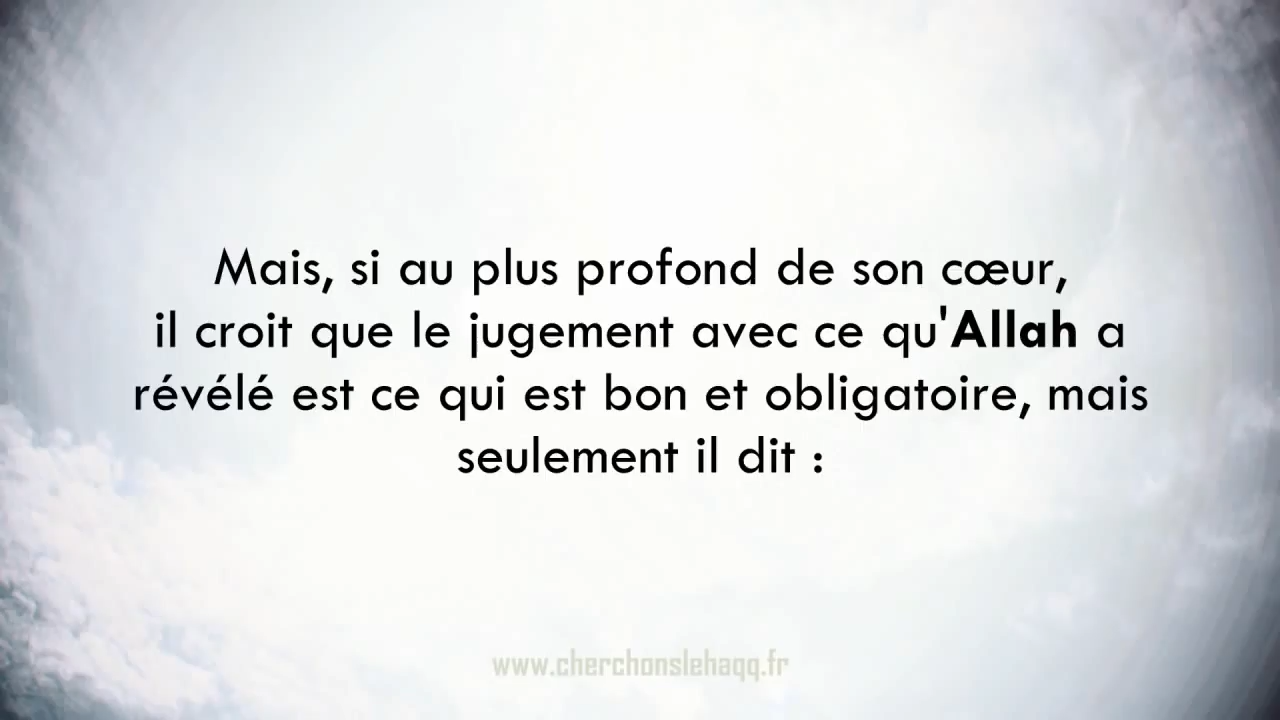 Mais, si au plus profond de son cœur,
il croit que le jugement avec ce qu'Allah a
révélé est ce qui est bon et obligatoire, mais
seulement il dit :
www.cherchonslehaqq.fr